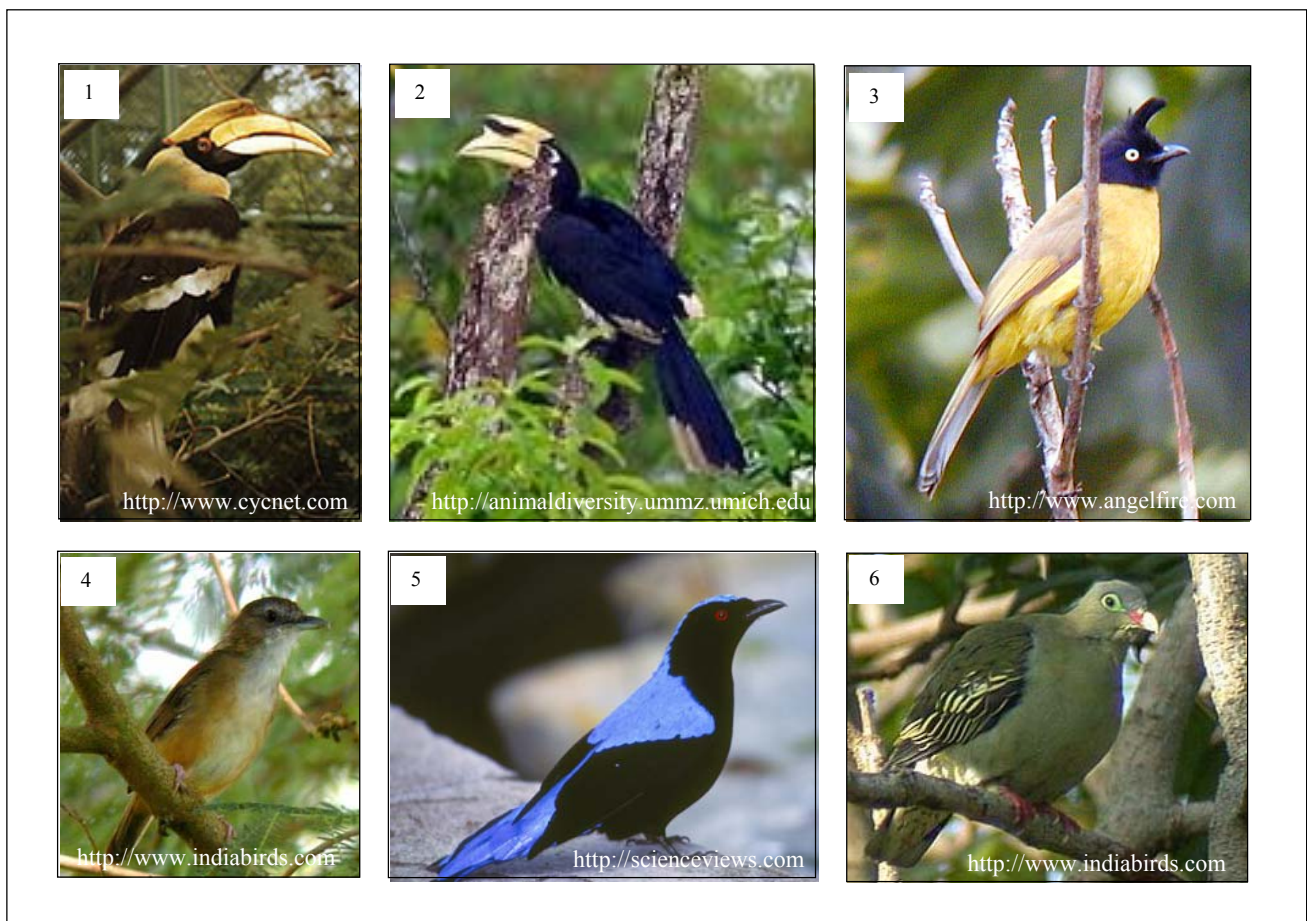 1
2
3
http://www.cycnet.com
http://animaldiversity.ummz.umich.edu
http://www.angelfire.com
4
5
6
http://www.indiabirds.com
http://scienceviews.com
http://www.indiabirds.com